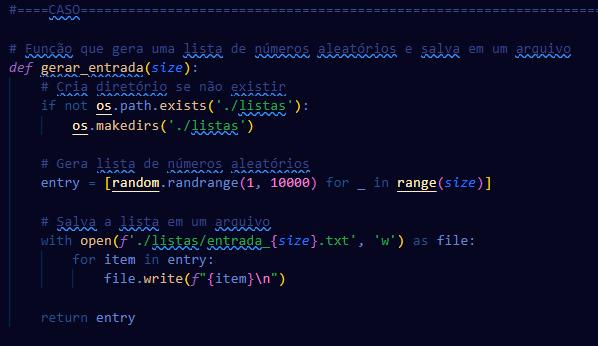 #====CASO==================================================================
# Função que gera uma lista de números aleatórios e salva em um arquivo
def gerar_entrada(size):
    # Cria diretório se não existir
    if not os.path.exists('./listas'):
        os.makedirs('./listas')
    # Gera lista de números aleatórios
    entry = [random.randrange(1, 10000) for _ in range(size)]
    # Salva a lista em um arquivo
    with open(f'./listas/entrada_{size}.txt', 'w') as file:
        for item in entry:
            file.write(f"{item}\n")
    return entry